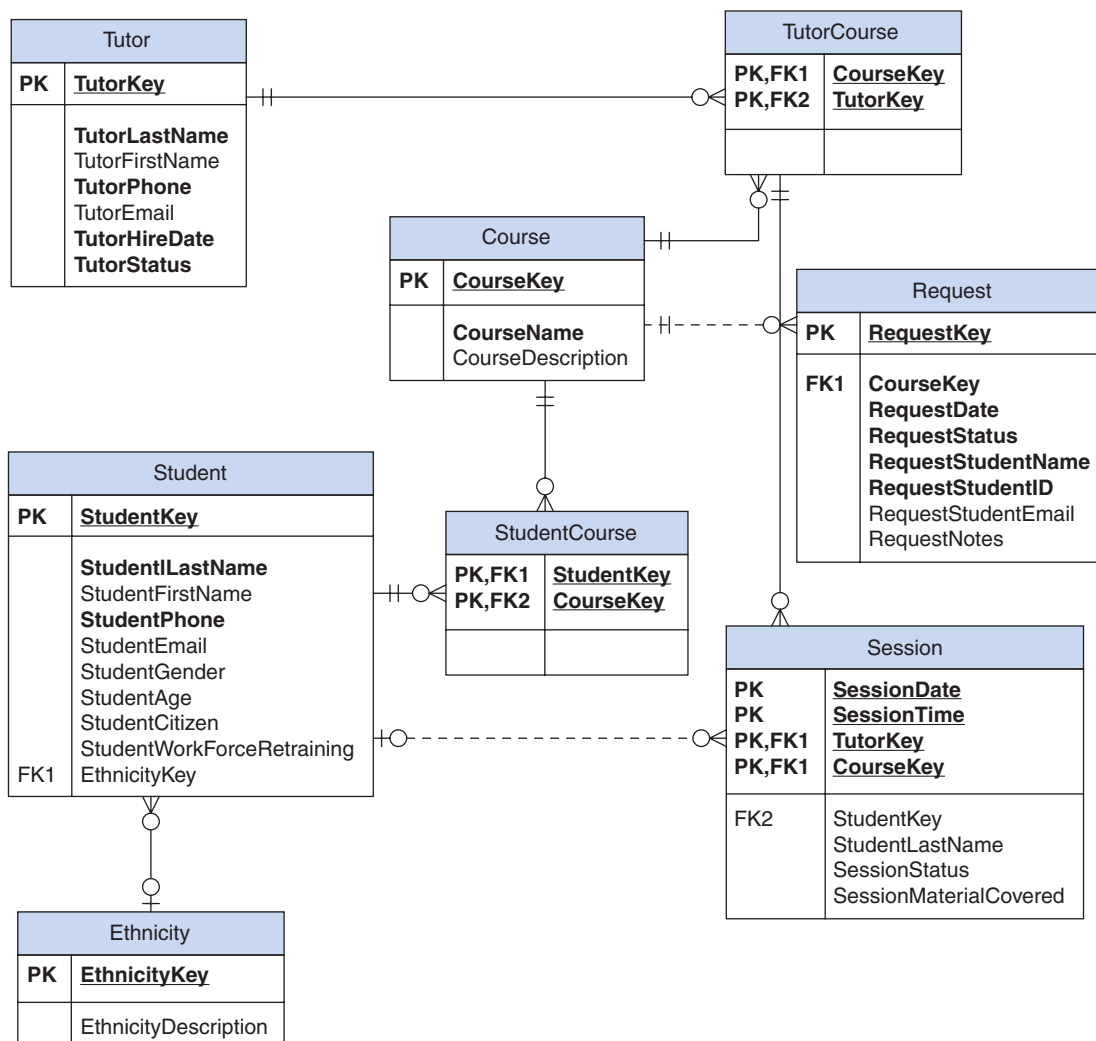 Tutor
PK TutorKey
TutorLastName
TutorFirstName
TutorPhone
TutorEmail
TutorHireDate
TutorStatus
TutorCourse
PK,FK1 CourseKey
PK,FK2 TutorKey
Course
PK CourseKey
CourseName
CourseDescription
Request
PK RequestKey
FK1 CourseKey
RequestDate
RequestStatus
RequestStudentName
RequestStudentID
RequestStudentEmail
RequestNotes
Student
PK StudentKey
StudentlLastName
StudentFirstName
StudentPhone
StudentEmail
StudentGender
StudentAge
StudentCitizen
StudentWorkForceRetraining
FK1 EthnicityKey
StudentCourse
PK,FK1 StudentKey
PK,FK2 CourseKey
Session
PK SessionDate
PK SessionTime
PK,FK1 TutorKey
PK,FK1 CourseKey
FK2 StudentKey
StudentLastName
SessionStatus
SessionMaterialCovered
Ethnicity
PK EthnicityKey
EthnicityDescription